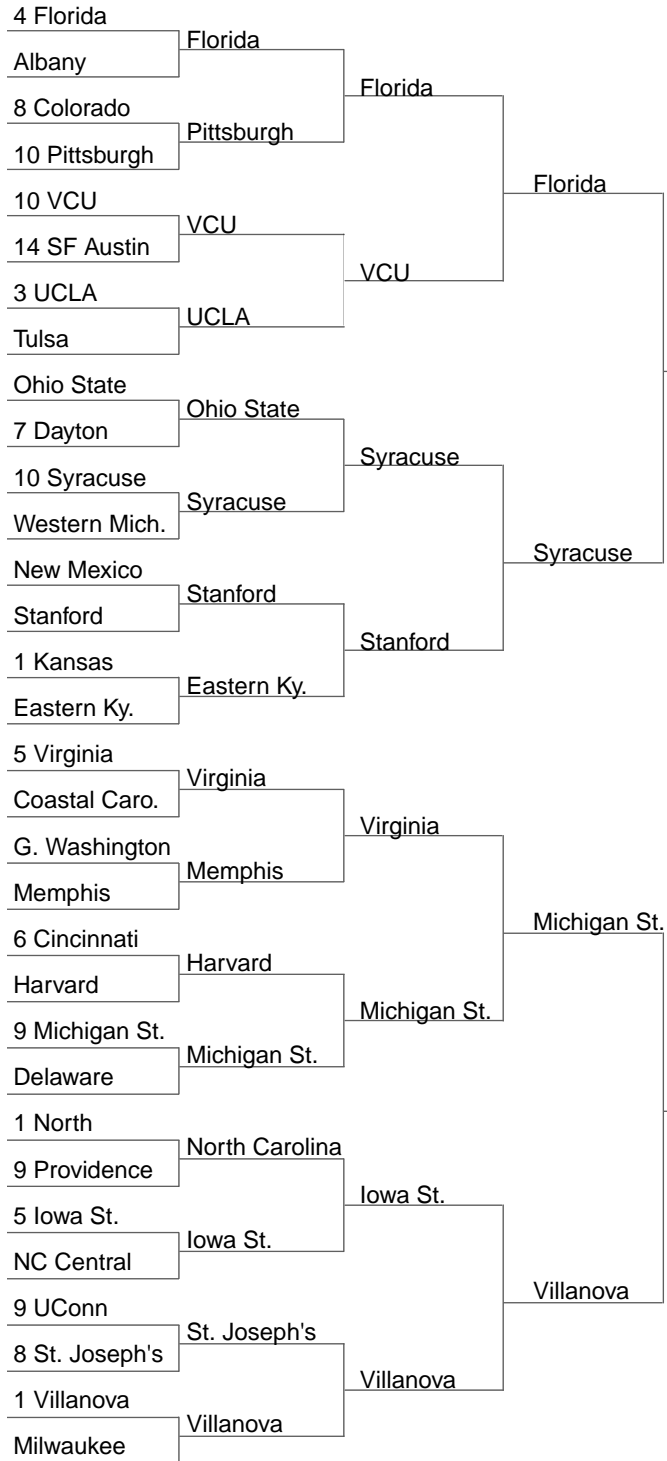 4 Florida
Florida
Albany
Florida
8 Colorado
Pittsburgh
10 Pittsburgh
Florida
10 VCU
VCU
14 SF Austin
VCU
3 UCLA
UCLA
Tulsa
Ohio State
Ohio State
7 Dayton
Syracuse
10 Syracuse
Syracuse
Western Mich.
Syracuse
New Mexico
Stanford
Stanford
Stanford
1 Kansas
Eastern Ky.
Eastern Ky.
5 Virginia
Virginia
Coastal Caro.
Virginia
G. Washington
Memphis
Memphis
Michigan St.
6 Cincinnati
Harvard
Harvard
Michigan St.
9 Michigan St.
Michigan St.
Delaware
1 North
North Carolina
9 Providence
Iowa St.
5 Iowa St.
Iowa St.
NC Central
Villanova
9 UConn
St. Joseph's
8 St. Joseph's
Villanova
1 Villanova
Villanova
Milwaukee